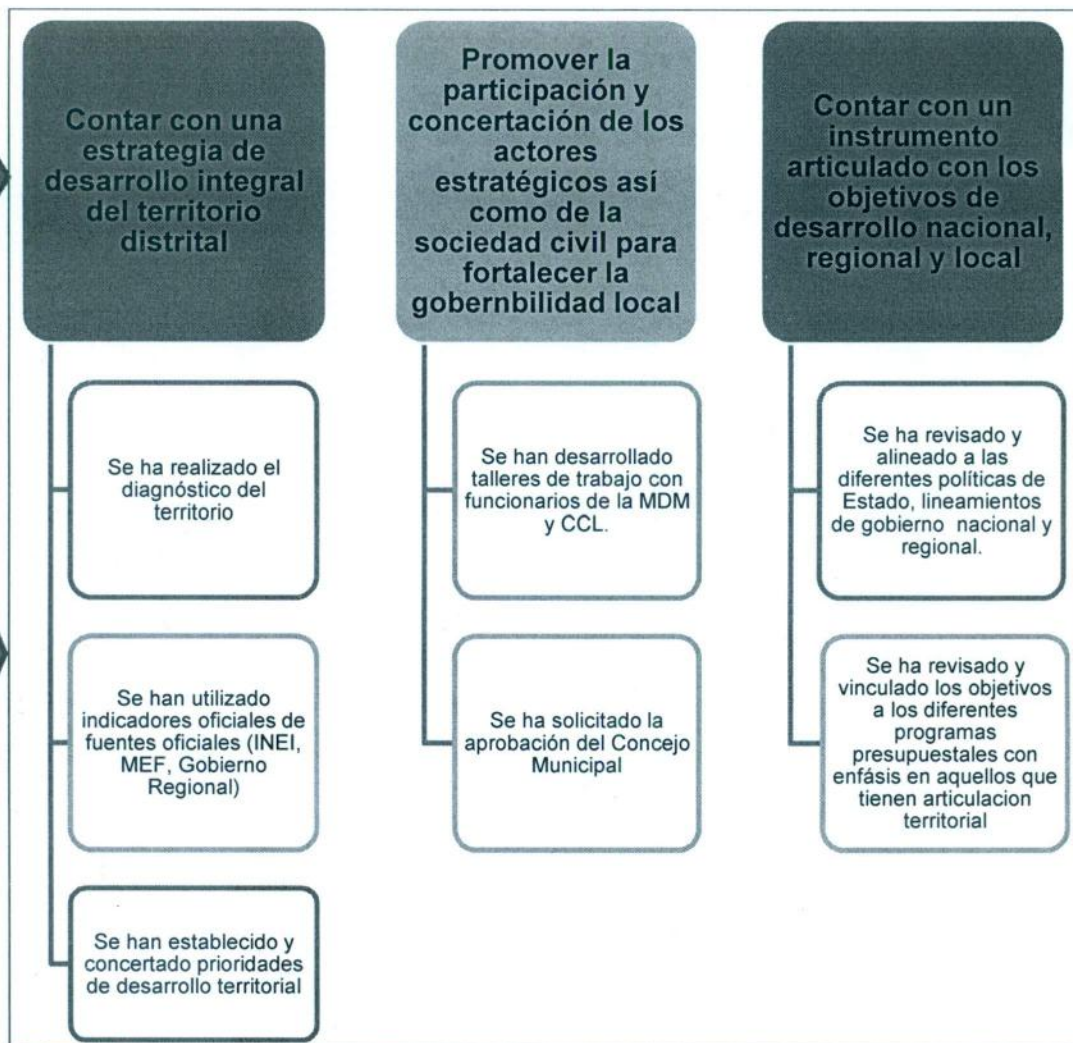 Contar con una
estrategia de
desarrollo integral
del territorio
distrital
Se ha realizado el
diagnóstico del
territorio
Se han utilizado
indicadores oficiales de
fuentes oficiales (INEI,
MEF, Gobierno
Regional)
Se han establecido y
concertado prioridades
de desarrollo territorial
Promover la
participación y
concertación de los
actores
estratégicos así
como de la
sociedad civil para
fortalecer la
gobernbilidad local
Se han desarrollado
talleres de trabajo con
funcionarios de la MDM
y CCL.
Se ha solicitado la
aprobación del Concejo
Municipal
Contar con un
instrumento
articulado con los
objetivos de
desarrollo nacional,
regional y local
Se ha revisado y
alineado a las
diferentes políticas de
Estado, lineamientos
de gobierno nacional y
regional.
Se ha revisado y
vinculado los objetivos
a los diferentes
programas
presupuestales con
enfásis en aquellos que
tienen articulacion
territorial